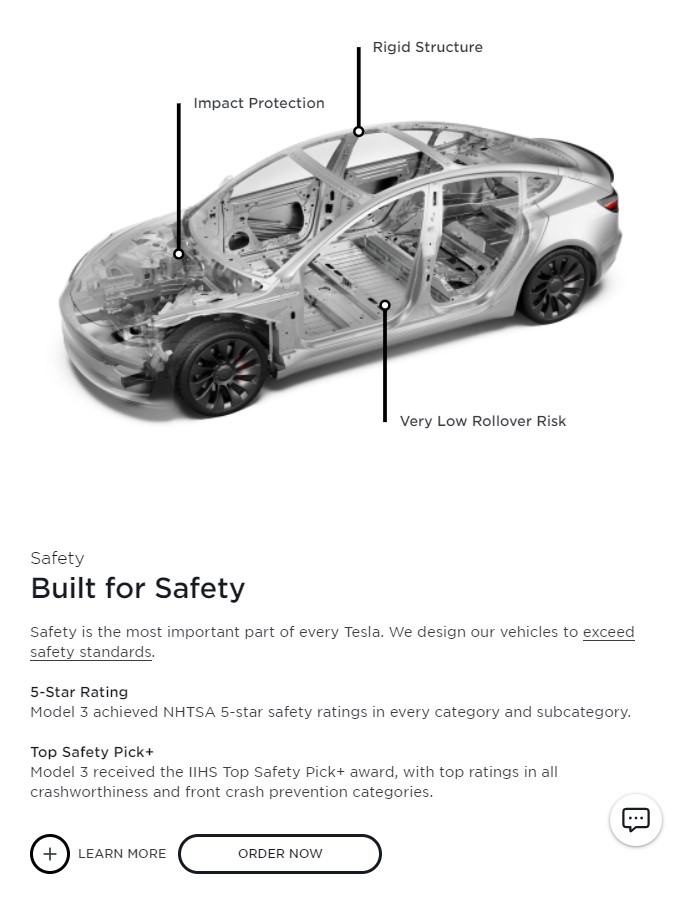 Rigid Structure
Impact Protection
Very Low Rollover Risk
Safety
Built for Safety
Safety is the most important part of every Tesla. We design our vehicles to exceed
safety standards.
5-Star Rating
Model 3 achieved NHTSA 5-star safety ratings in every category and subcategory.
Top Safety Pick+
Model 3 received the IIHS Top Safety Pick+ award, with top ratings in all
crashworthiness and front crash prevention categories.
LEARN MORE
ORDER NOW